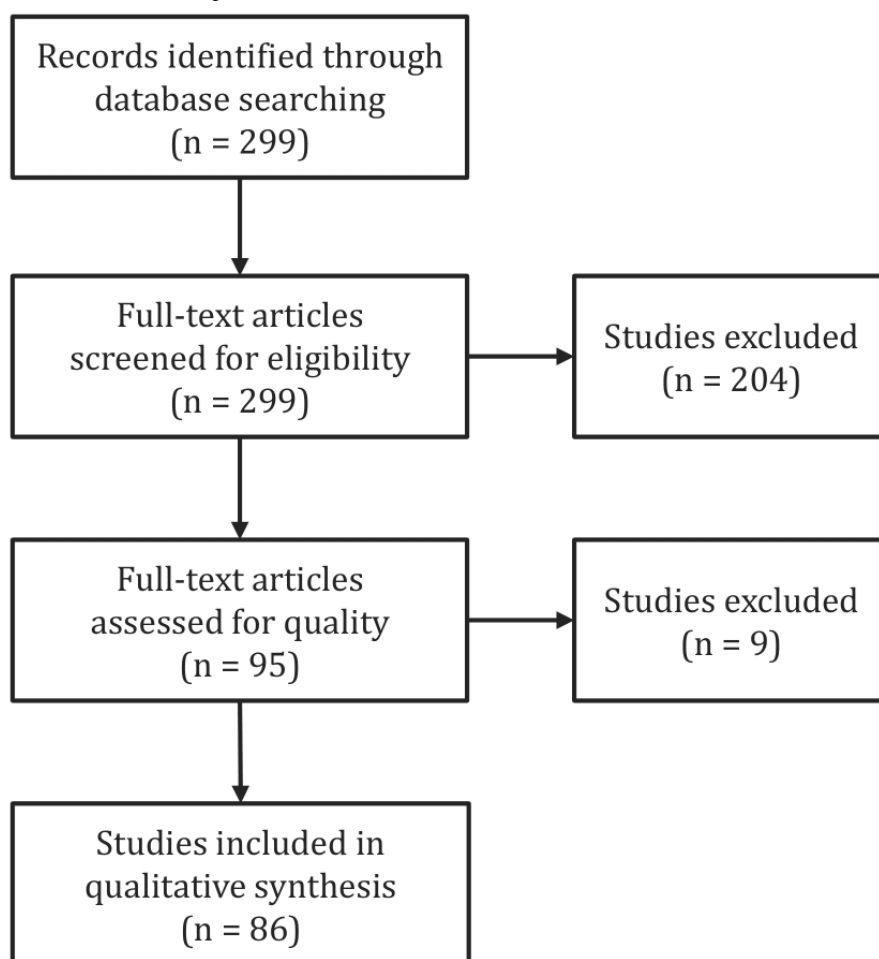 Records identified through
database searching
(n = 299)
Full-text articles
screened for eligibility
(n = 299)
Studies excluded
(n = 204)
Full-text articles
assessed for quality
(n = 95)
Studies excluded
(n = 9)
Studies included in
qualitative synthesis
(n = 86)